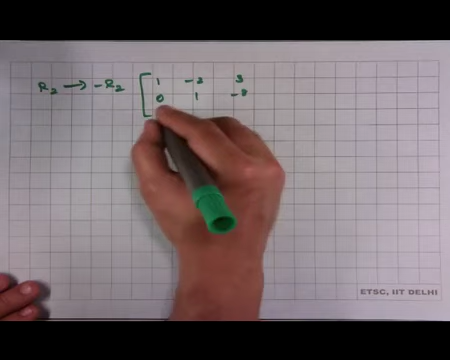 R₂ → -R₂ [ 1 -2 3
0 1 -8
ETSC, IIT DELHI